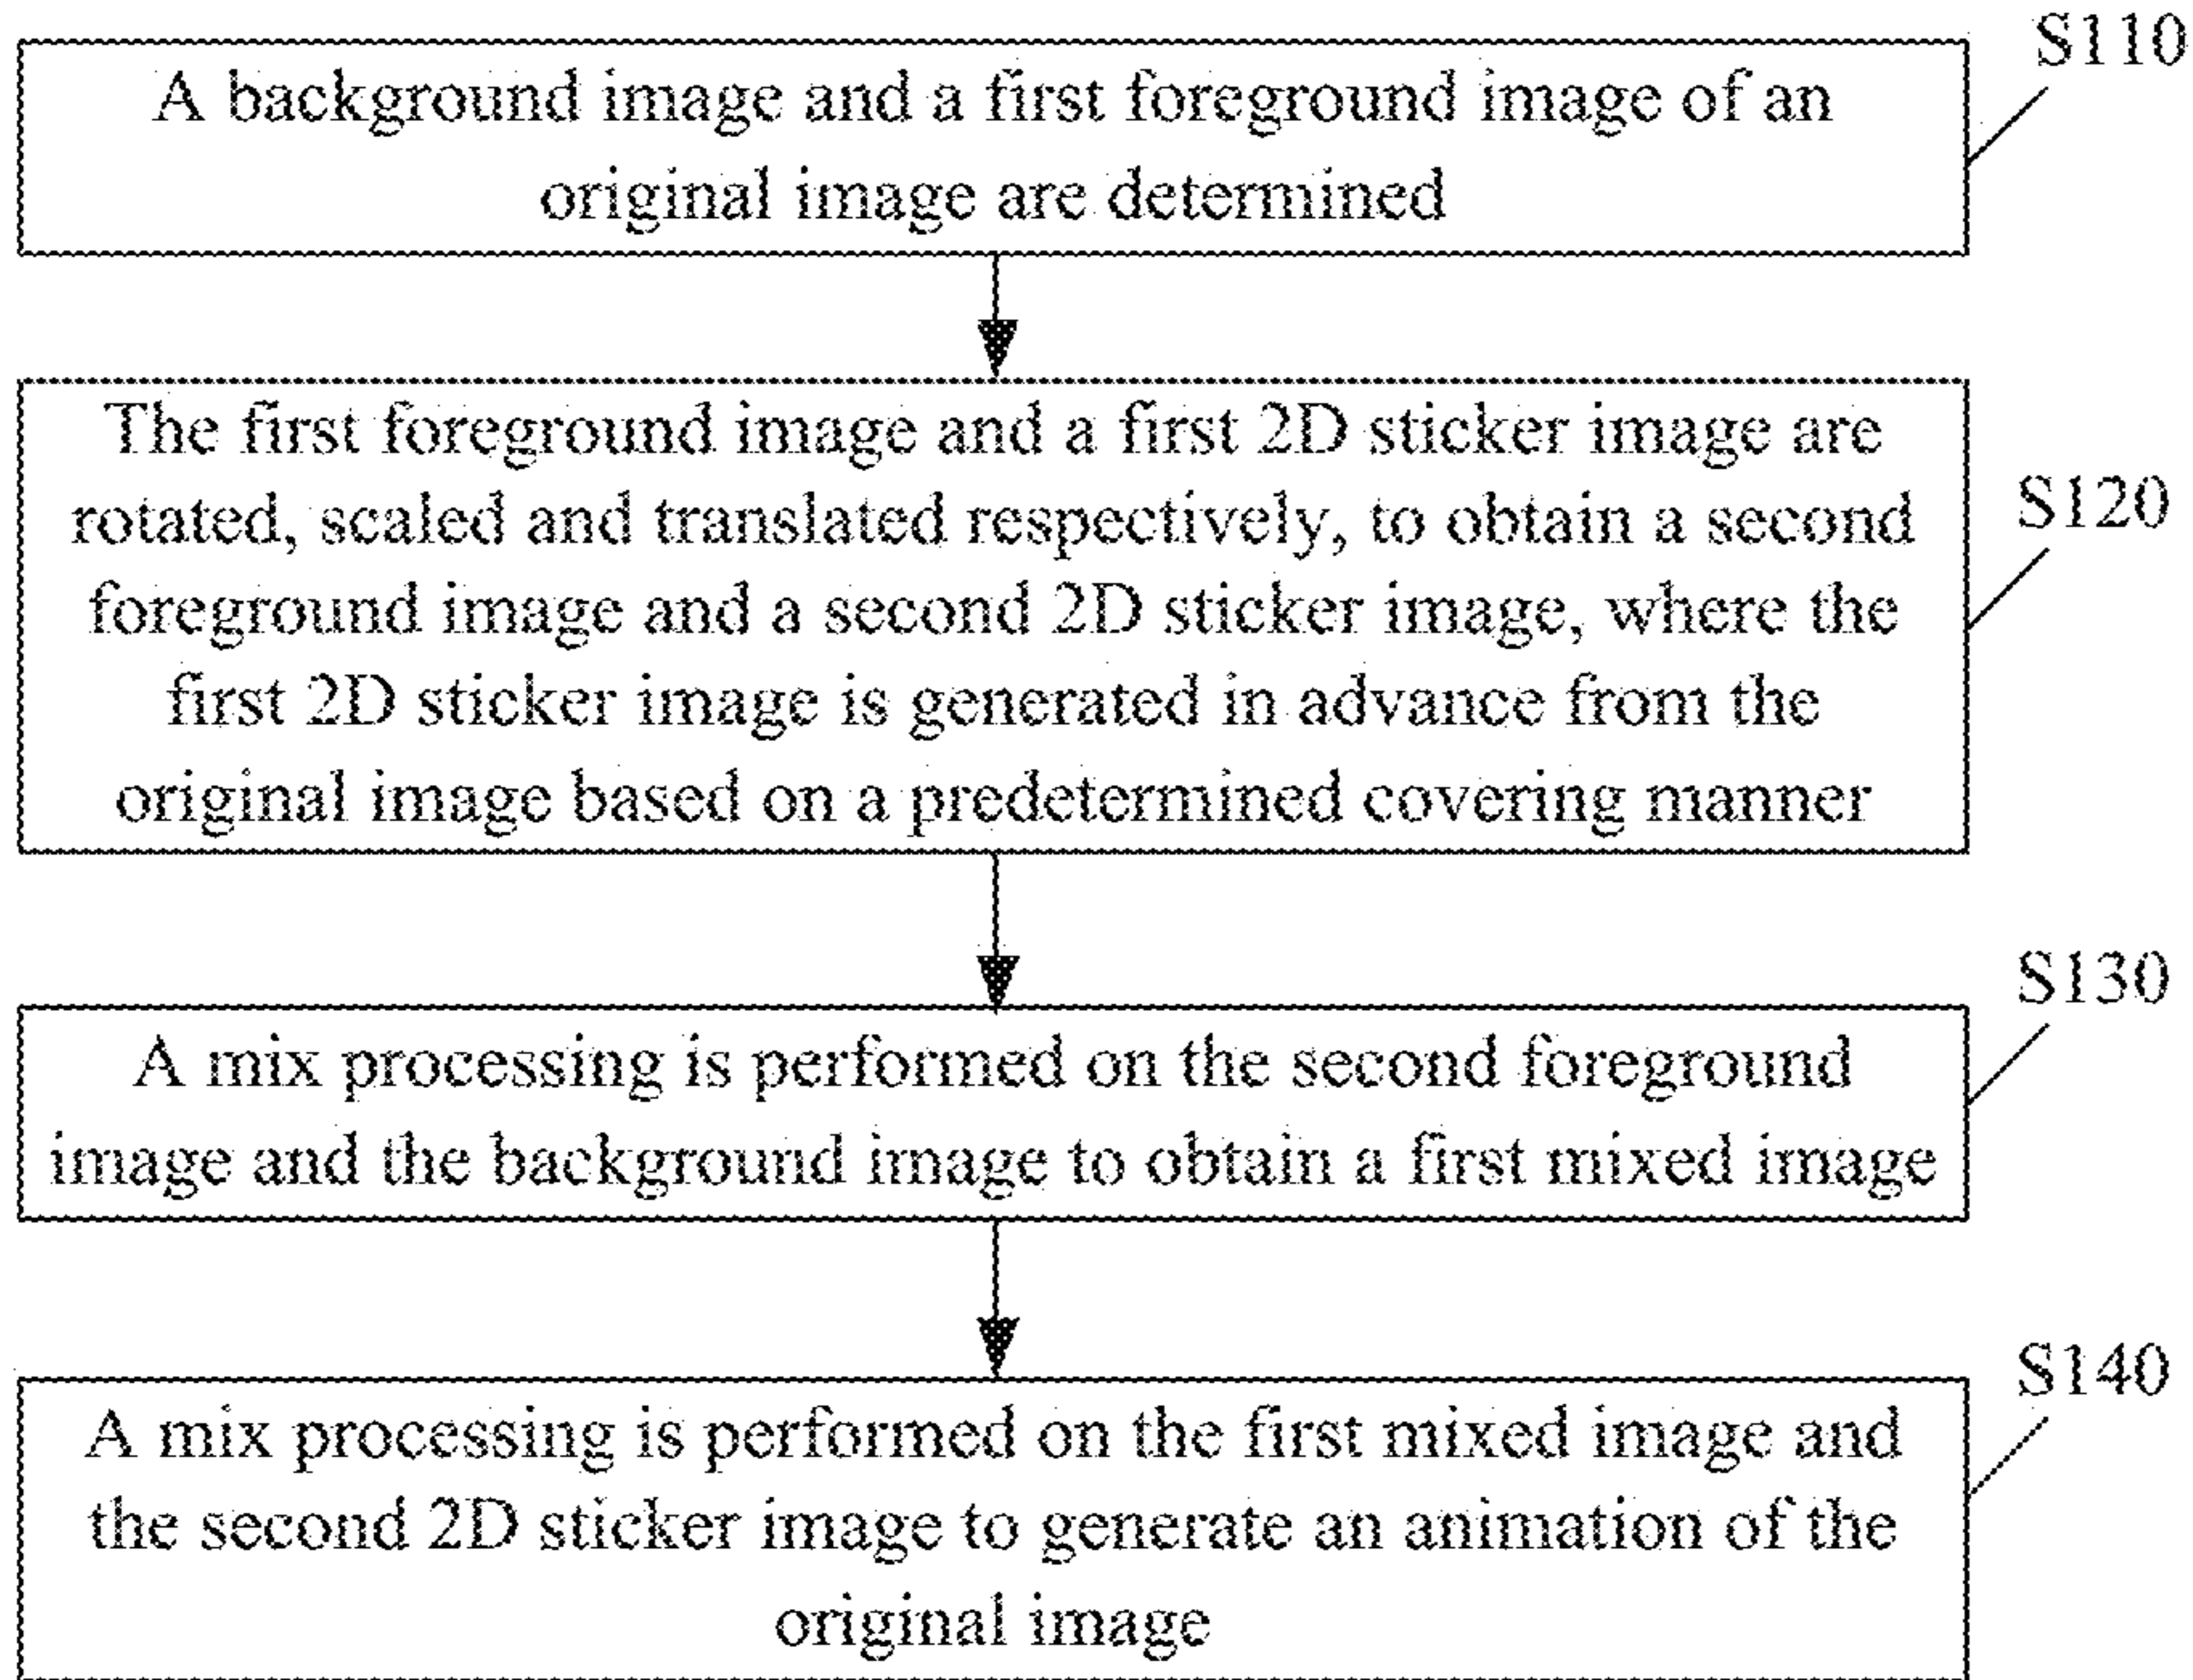 S110
A background image and a first foreground image of an
original image are determined
The first foreground image and a first 2D sticker image are
rotated, scaled and translated respectively, to obtain a second
foreground image and a second 2D sticker image, where the
first 2D sticker image is generated in advance from the
original image based on a predetermined covering manner
S120
A mix processing is performed on the second foreground
image and the background image to obtain a first mixed image
S130
A mix processing is performed on the first mixed image and
the second 2D sticker image to generate an animation of the
original image
S140